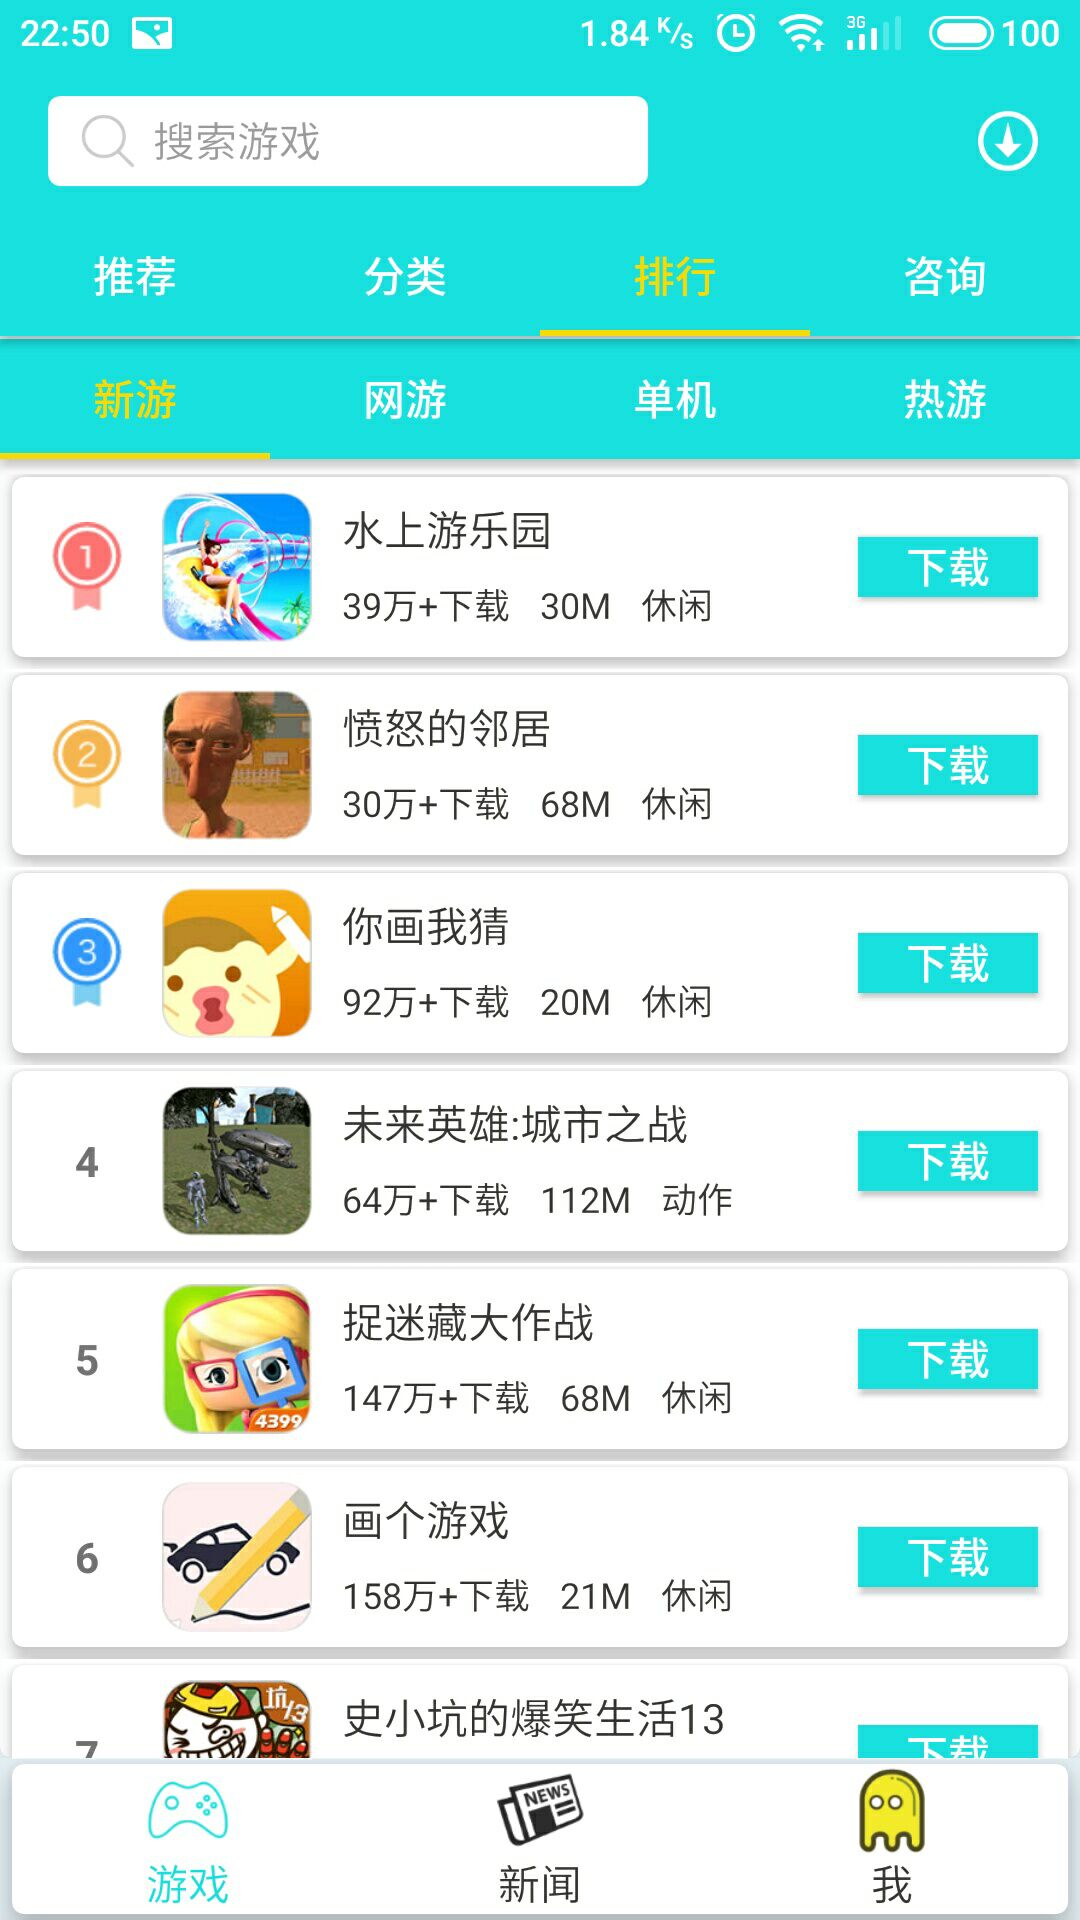 22:50 1.84 K/s 3G 100
搜索游戏
推荐 分类 排行 咨询
新游 网游 单机 热游
1 水上游乐园
39万+下载 30M 休闲
下载
2 愤怒的邻居
30万+下载 68M 休闲
下载
3 你画我猜
92万+下载 20M 休闲
下载
4 未来英雄:城市之战
64万+下载 112M 动作
下载
5 捉迷藏大作战
147万+下载 68M 休闲
4399
下载
6 画个游戏
158万+下载 21M 休闲
下载
7 史小坑的爆笑生活13
坑13
下载
NEWS
游戏 新闻 我